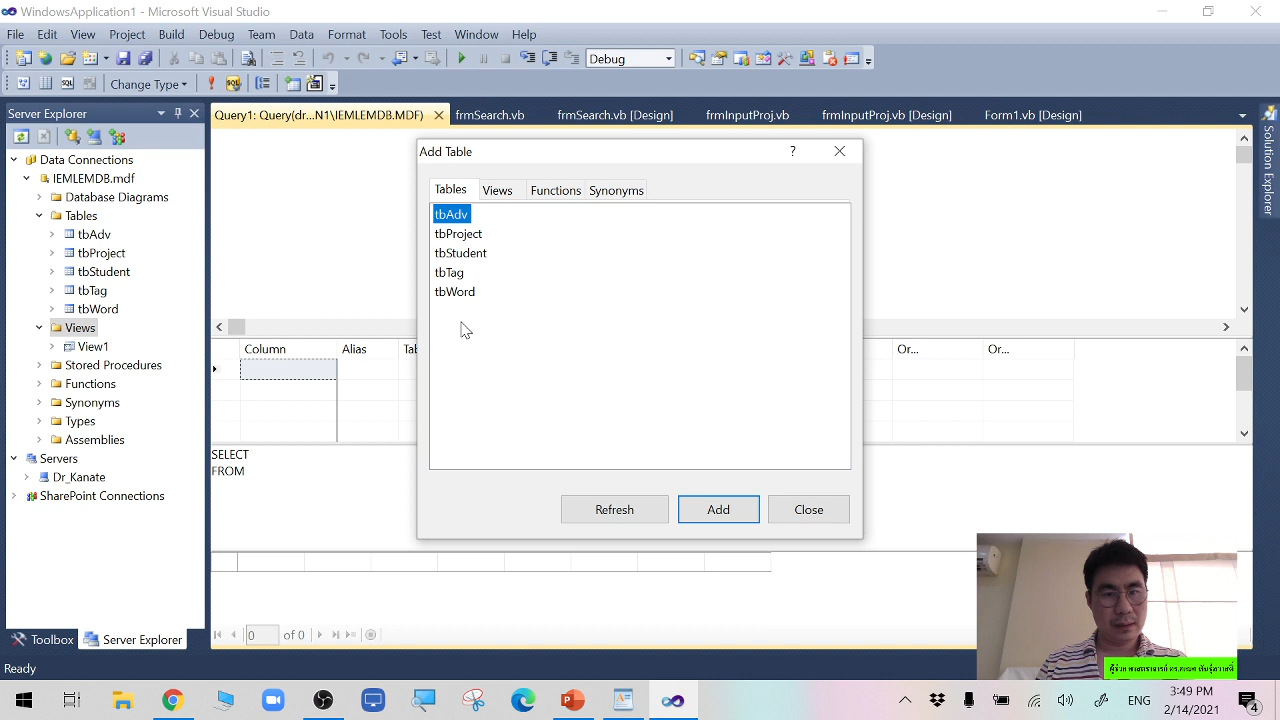 WindowsApplication1 - Microsoft Visual Studio
File Edit View Project Build Debug Team Data Format Tools Test Window Help
Debug
Change Type
Server Explorer
Query1: Query(dr...N1\IEMLEMDB.MDF) frmSearch.vb frmSearch.vb [Design] frmInputProj.vb frmInputProj.vb [Design] Form1.vb [Design]
Solution Explorer
Data Connections
IEMLEMDB.mdf
Database Diagrams
Tables
tbAdv
tbProject
tbStudent
tbTag
tbWord
Views
View1
Stored Procedures
Functions
Synonyms
Types
Assemblies
Servers
Dr_Kanate
SharePoint Connections
Add Table
Tables Views Functions Synonyms
tbAdv
tbProject
tbStudent
tbTag
tbWord
Refresh Add Close
Column Alias Or... Or...
SELECT
FROM
0 of 0
Toolbox Server Explorer
Ready
ENG
3:49 PM
2/14/2021
4